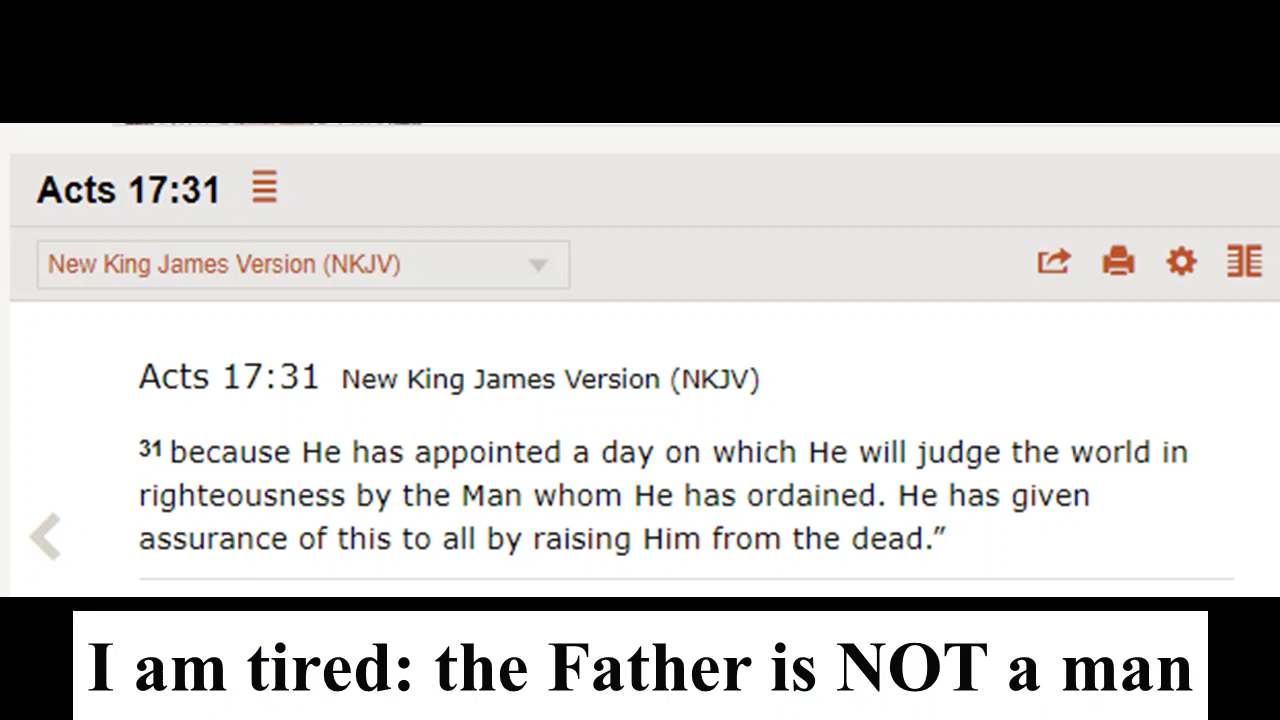 Acts 17:31
New King James Version (NKJV)
Acts 17:31 New King James Version (NKJV)
31 because He has appointed a day on which He will judge the world in
righteousness by the Man whom He has ordained. He has given
assurance of this to all by raising Him from the dead.”
I am tired: the Father is NOT a man